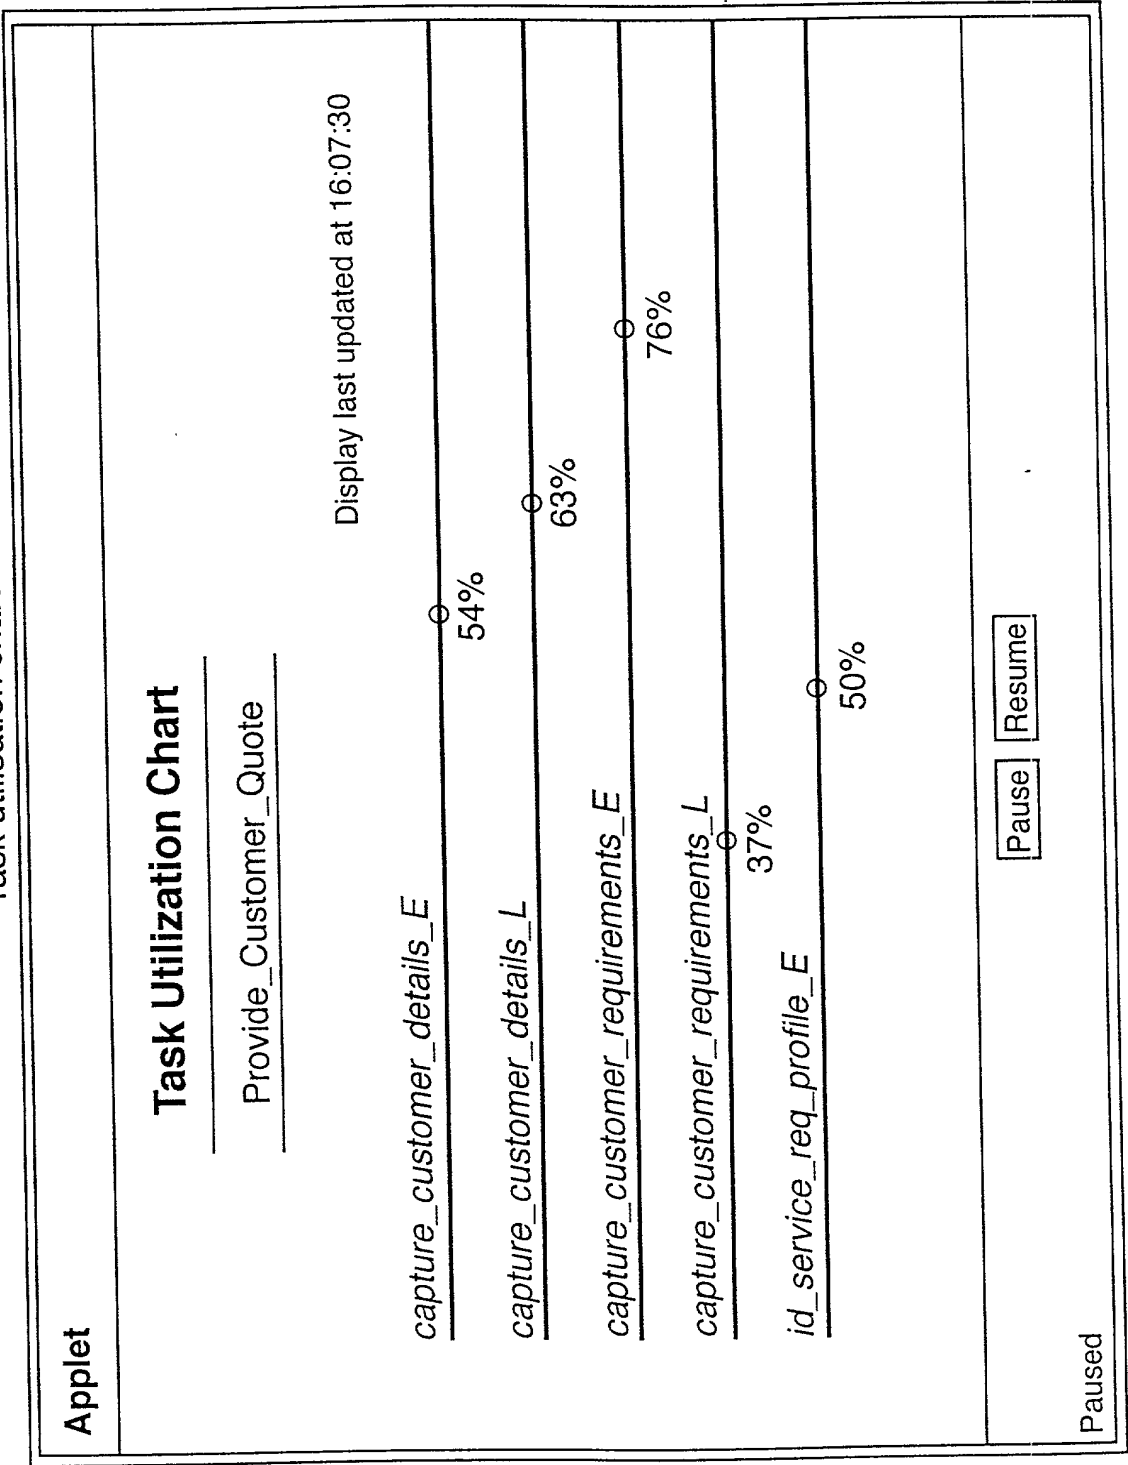 Applet
Task Utilization Chart
Provide_Customer_Quote
Display last updated at 16:07:30
capture_customer_details_E
54%
capture_customer_details_L
63%
capture_customer_requirements_E
76%
capture_customer_requirements_L
37%
id_service_req_profile_E
50%
Pause Resume
Paused